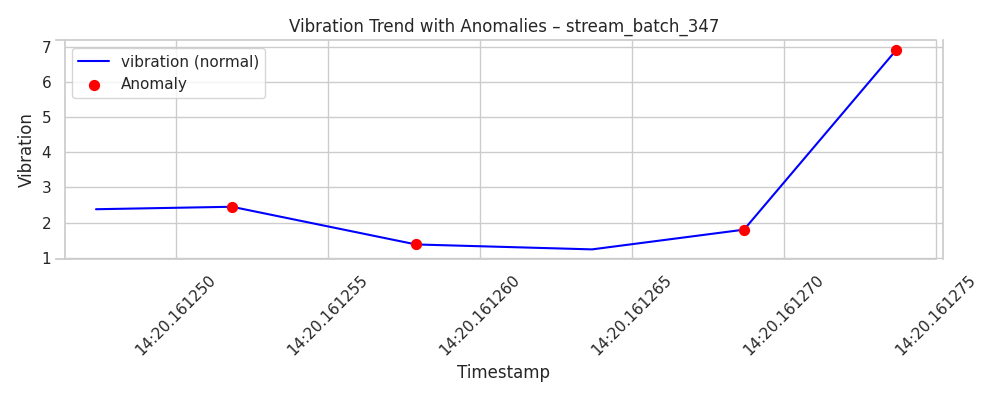 Vibration Trend with Anomalies – stream_batch_347
vibration (normal)
Anomaly
Vibration
7
6
5
4
3
2
1
14:20.161250
14:20.161255
14:20.161260
14:20.161265
14:20.161270
14:20.161275
Timestamp